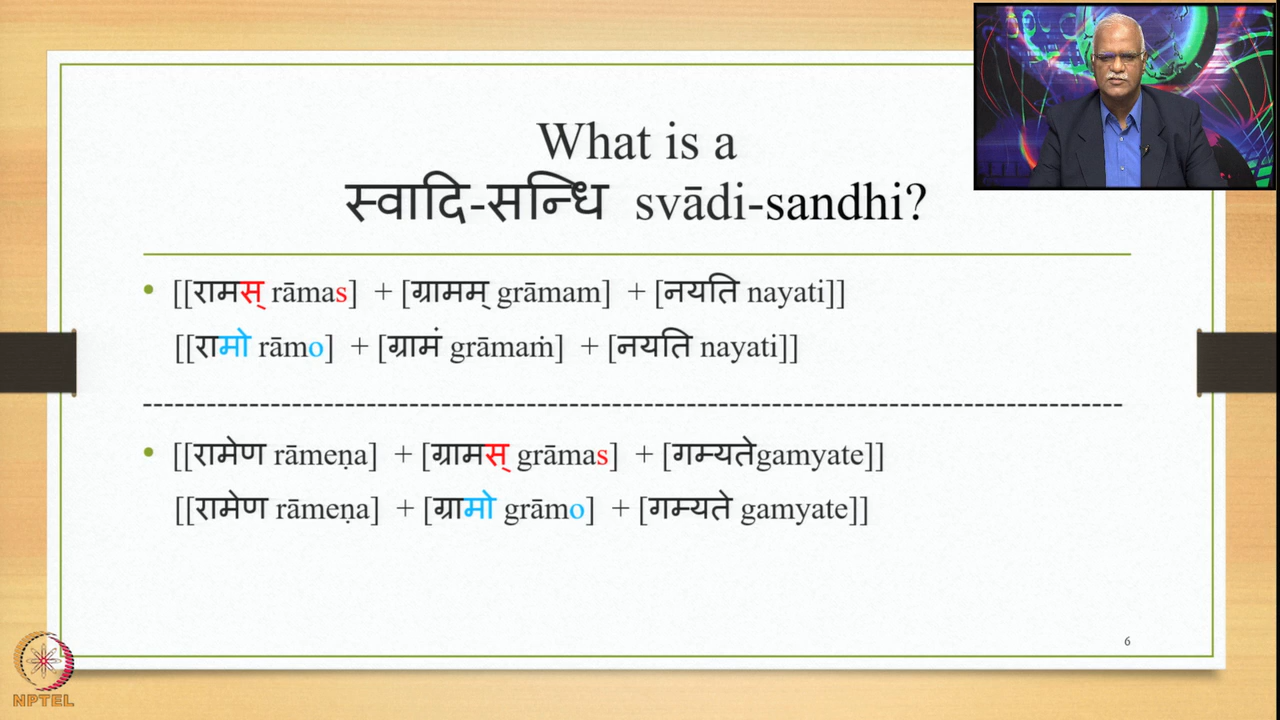 What is a
स्वादि-सन्धि svādi-sandhi?
• [[रामस् rāmas] + [ग्रामम् grāmam] + [नयति nayati]]
[[रामो rāmo] + [ग्रामं grāmaṁ] + [नयति nayati]]
--------------------------------------------------------------------------------------------------
• [[रामेण rāmeṇa] + [ग्रामस् grāmas] + [गम्यतेgamyate]]
[[रामेण rāmeṇa] + [ग्रामो grāmo] + [गम्यते gamyate]]
6
NPTEL